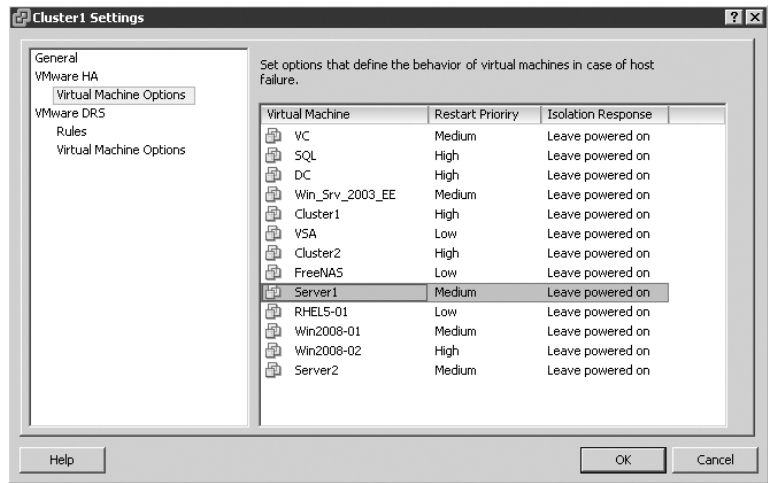 Cluster1 Settings
? X
General
VMware HA
Virtual Machine Options
VMware DRS
Rules
Virtual Machine Options
Set options that define the behavior of virtual machines in case of host
failure.
Virtual Machine Restart Prioriry Isolation Response
VC Medium Leave powered on
SQL High Leave powered on
DC High Leave powered on
Win_Srv_2003_EE Medium Leave powered on
Cluster1 High Leave powered on
VSA Low Leave powered on
Cluster2 High Leave powered on
FreeNAS Low Leave powered on
Server1 Medium Leave powered on
RHEL5-01 Low Leave powered on
Win2008-01 Medium Leave powered on
Win2008-02 High Leave powered on
Server2 Medium Leave powered on
Help OK Cancel